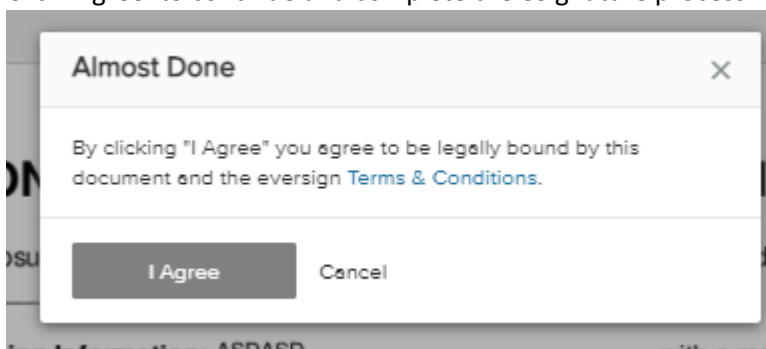 Almost Done
By clicking "I Agree" you agree to be legally bound by this
document and the eversign Terms & Conditions.
I Agree Cancel